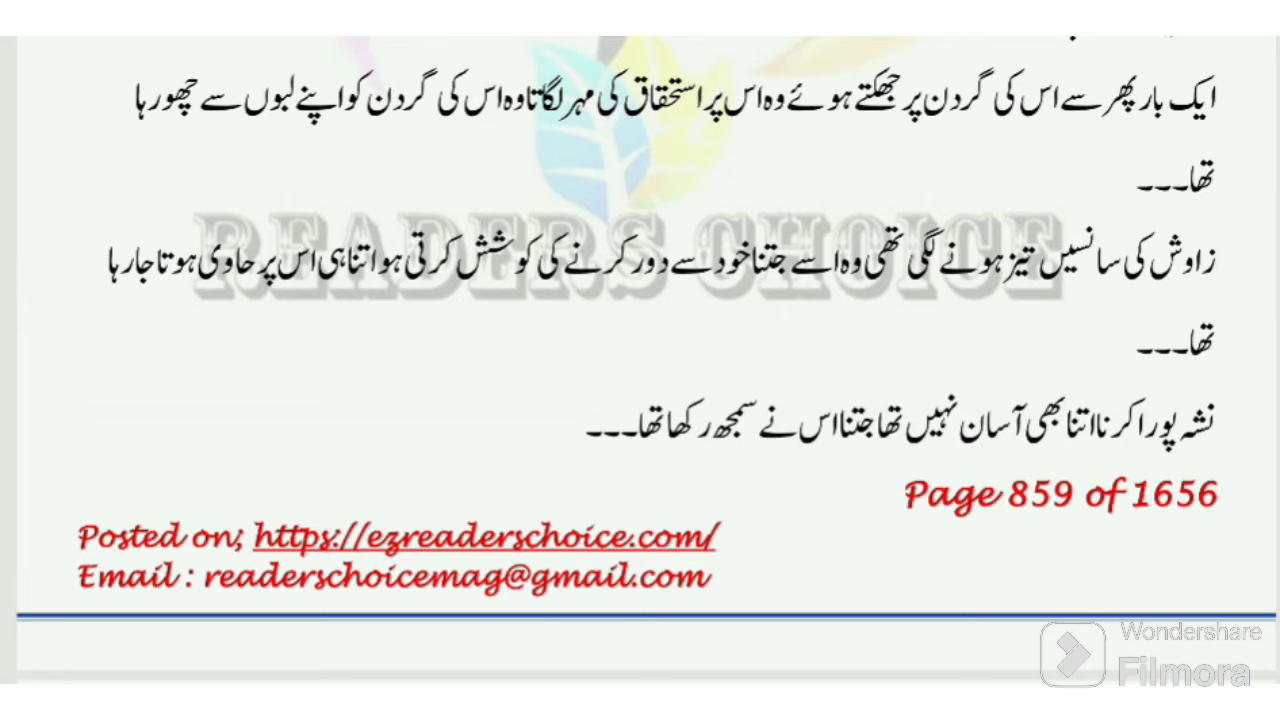 ایک بار پھر سے اس کی گردن پر جھکتے ہوئے وہ اس پر استحقاق کی مہر لگاتا وہ اس کی گردن کو اپنے لبوں سے چھو رہا
تھا۔۔۔
READERS CHOICE
زاوش کی سانسیں تیز ہونے لگی تھی وہ اسے جتنا خود سے دور کرنے کی کوشش کرتی ہو اتنا ہی اس پر حاوی ہوتا جا رہا
تھا۔۔۔
نشہ پورا کرنا اتنا بھی آسان نہیں تھا جتنا اس نے سمجھ رکھا تھا۔۔۔
Page 859 of 1656
Posted on; https://ezreaderschoice.com/
Email : readerschoicemag@gmail.com
Wondershare
Filmora